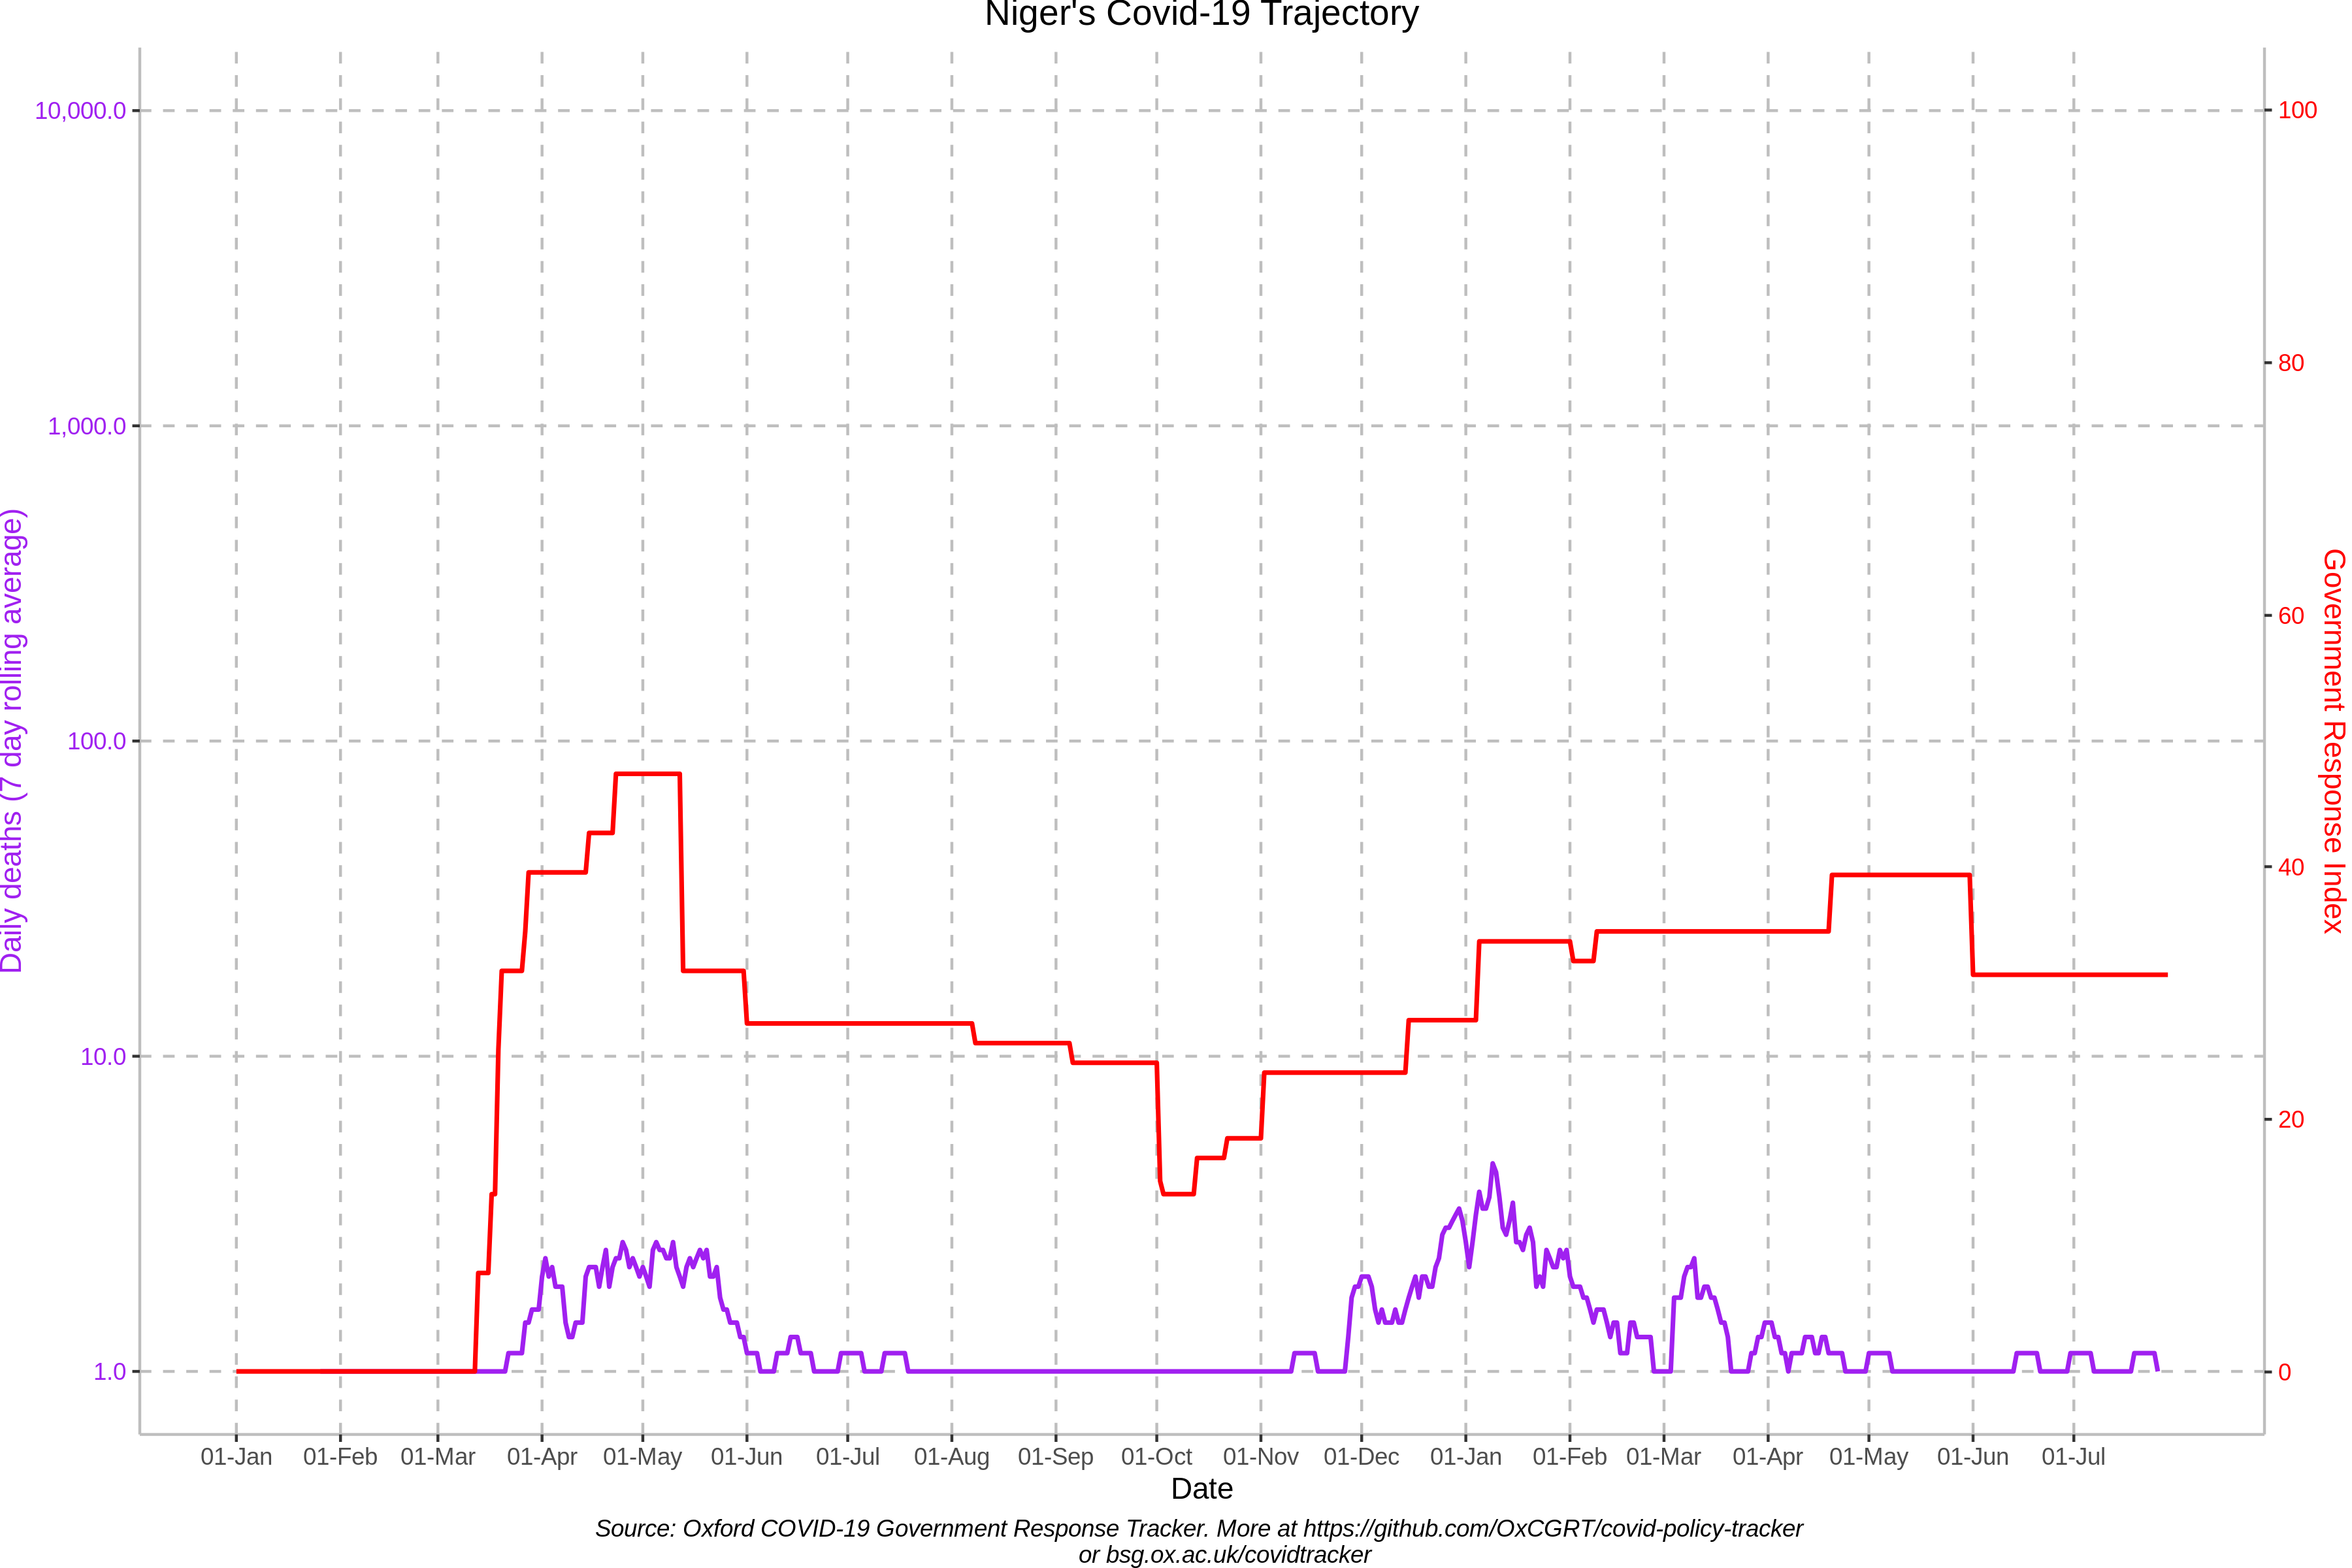 Niger's Covid-19 Trajectory
10,000.0
1,000.0
100.0
10.0
1.0
Daily deaths (7 day rolling average)
100
80
60
40
20
0
Government Response Index
01-Jan 01-Feb 01-Mar 01-Apr 01-May 01-Jun 01-Jul 01-Aug 01-Sep 01-Oct 01-Nov 01-Dec 01-Jan 01-Feb 01-Mar 01-Apr 01-May 01-Jun 01-Jul
Date
Source: Oxford COVID-19 Government Response Tracker. More at https://github.com/OxCGRT/covid-policy-tracker
or bsg.ox.ac.uk/covidtracker